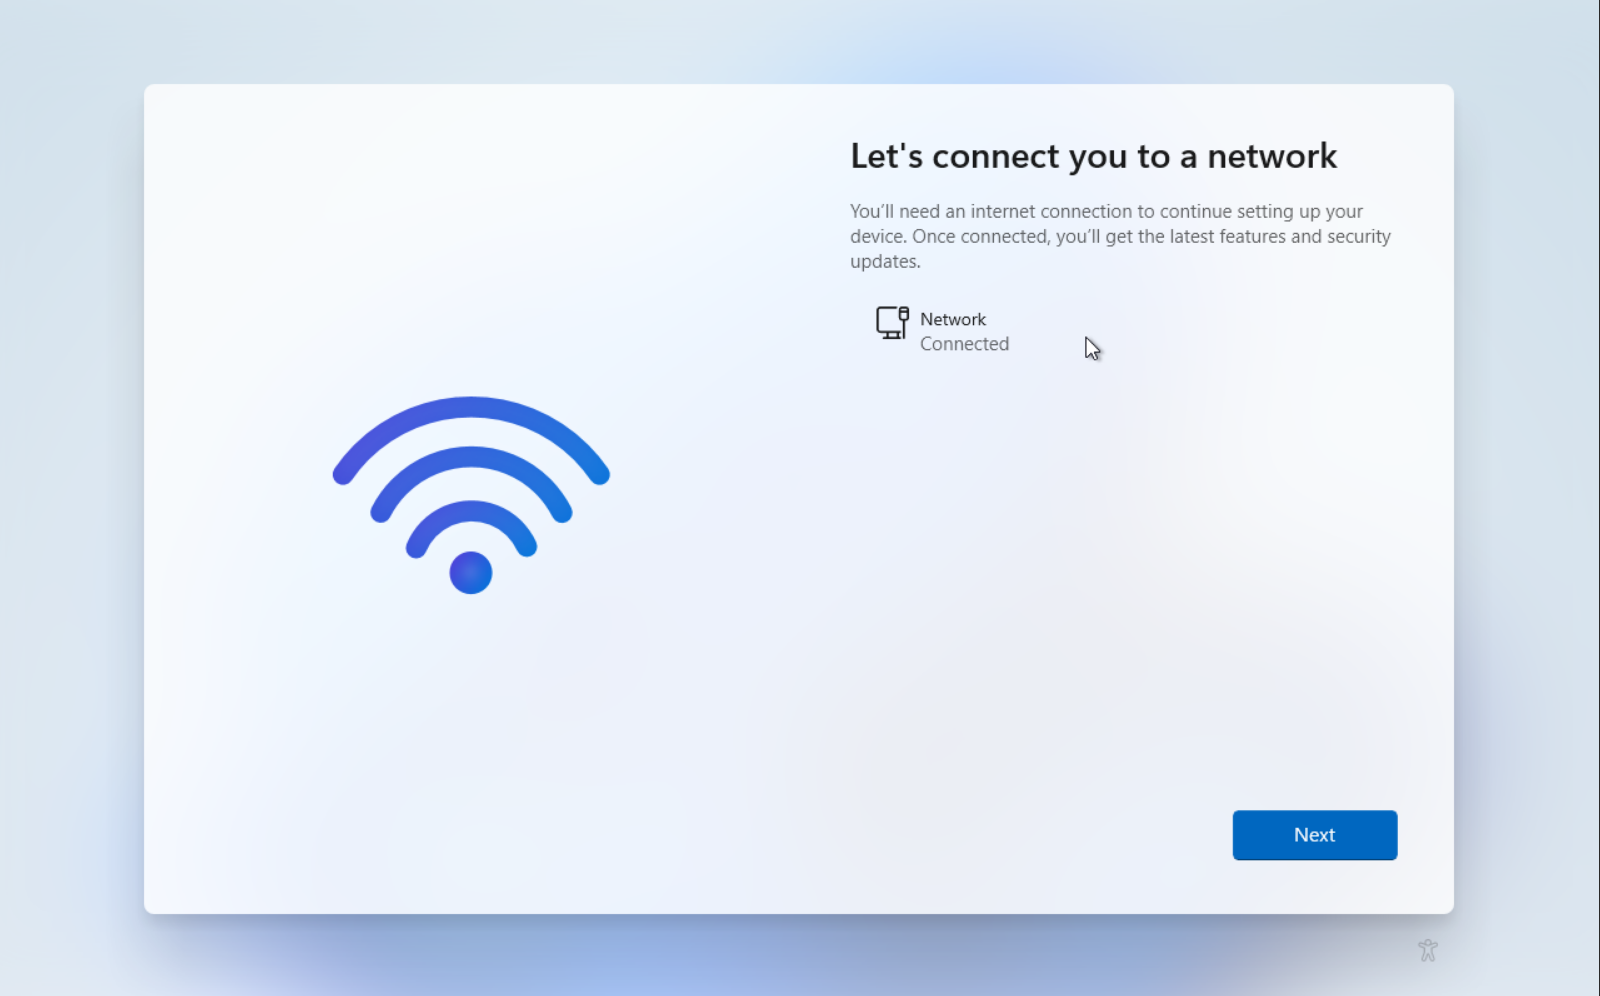 Let's connect you to a network
You’ll need an internet connection to continue setting up your
device. Once connected, you’ll get the latest features and security
updates.
Network
Connected
Next